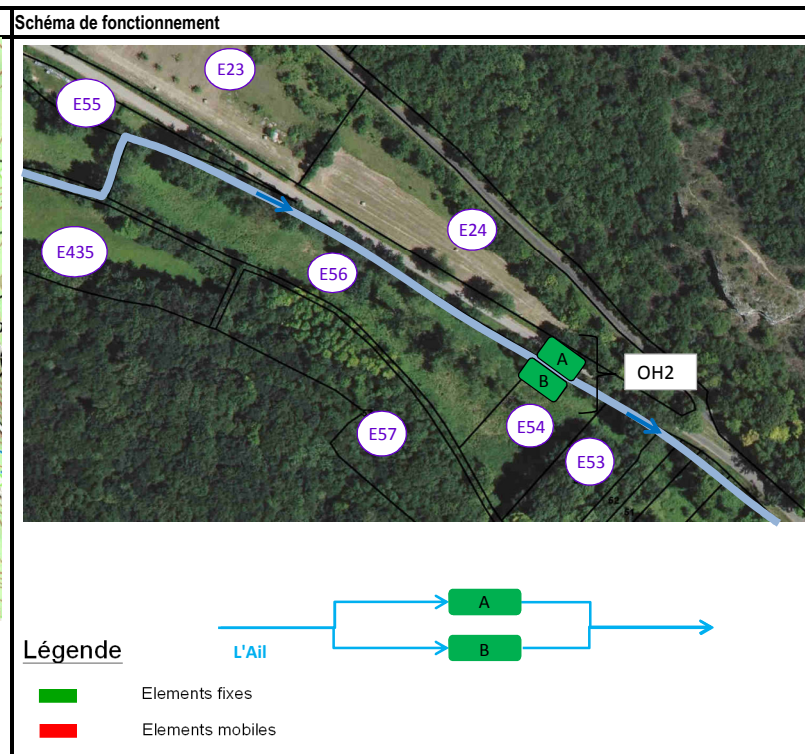 Schéma de fonctionnement
E23
E55
E24
E435
E56
A
OH2
B
E54
E57
E53
52
51
A
L'Ail
B
Légende
Elements fixes
Elements mobiles